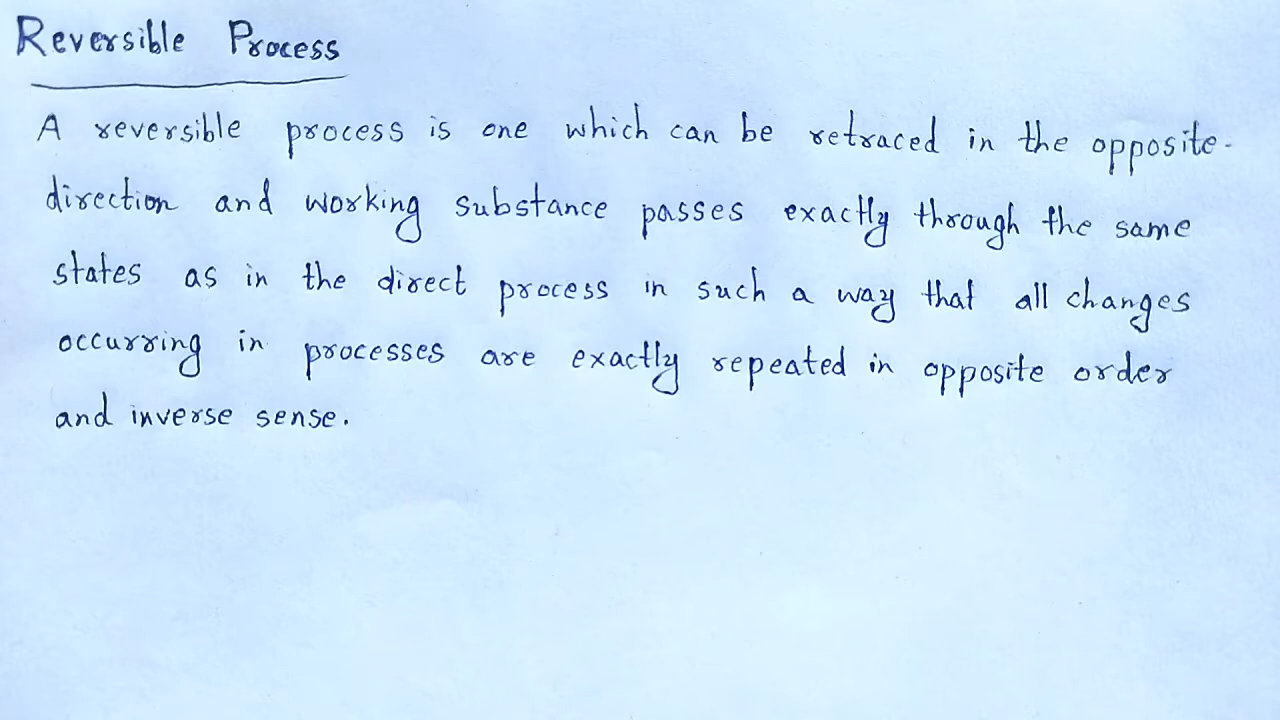 Reversible Process
A reversible process is one which can be retraced in the opposite-
direction and working substance passes exactly through the same
states as in the direct process in such a way that all changes
occurring in processes are exactly repeated in opposite order
and inverse sense.